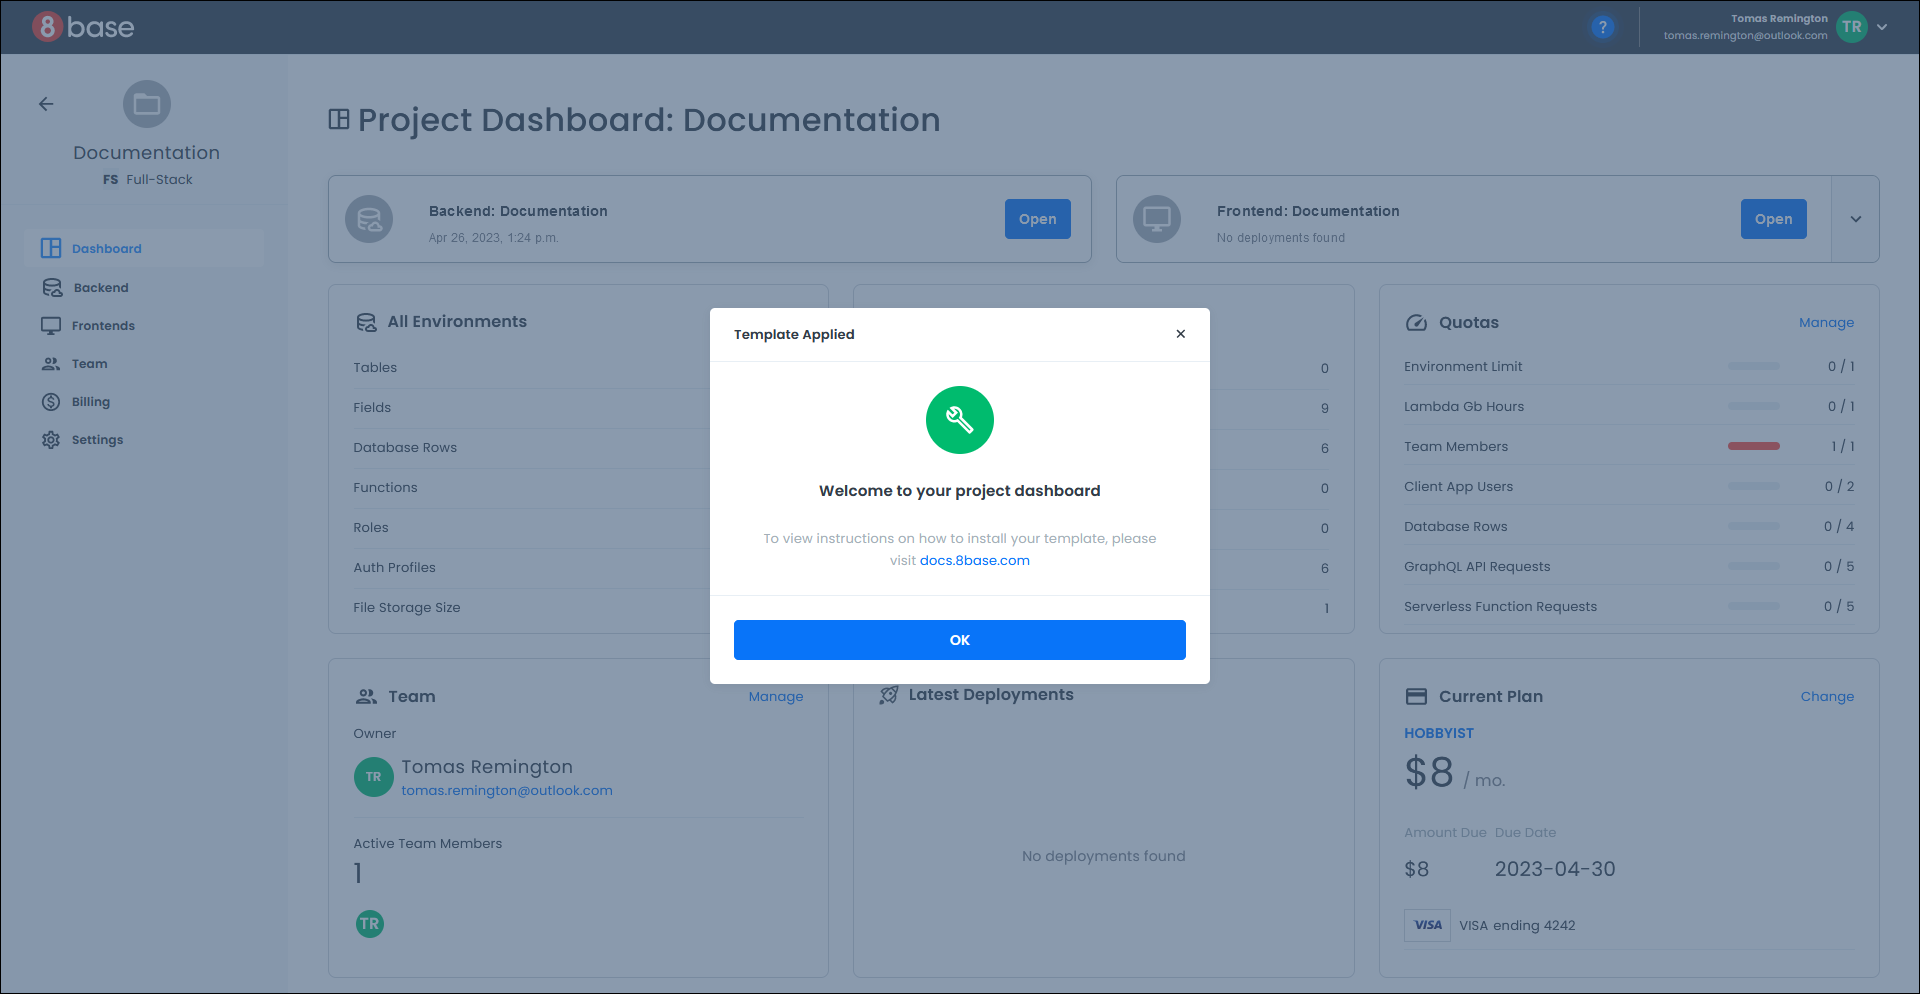 8base
?
Tomas Remington
tomas.remington@outlook.com
TR
Documentation
FS Full-Stack
Dashboard
Backend
Frontends
Team
Billing
Settings
Project Dashboard: Documentation
Backend: Documentation
Apr 26, 2023, 1:24 p.m.
Open
Frontend: Documentation
No deployments found
Open
All Environments
Tables
Fields
Database Rows
Functions
Roles
Auth Profiles
File Storage Size
0
9
6
0
0
6
1
Template Applied
×
Welcome to your project dashboard
To view instructions on how to install your template, please
visit docs.8base.com
OK
Quotas
Manage
Environment Limit 0 / 1
Lambda Gb Hours 0 / 1
Team Members 1 / 1
Client App Users 0 / 2
Database Rows 0 / 4
GraphQL API Requests 0 / 5
Serverless Function Requests 0 / 5
Team
Manage
Owner
TR
Tomas Remington
tomas.remington@outlook.com
Active Team Members
1
TR
Latest Deployments
No deployments found
Current Plan
Change
HOBBYIST
$8 / mo.
Amount Due Due Date
$8 2023-04-30
VISA VISA ending 4242